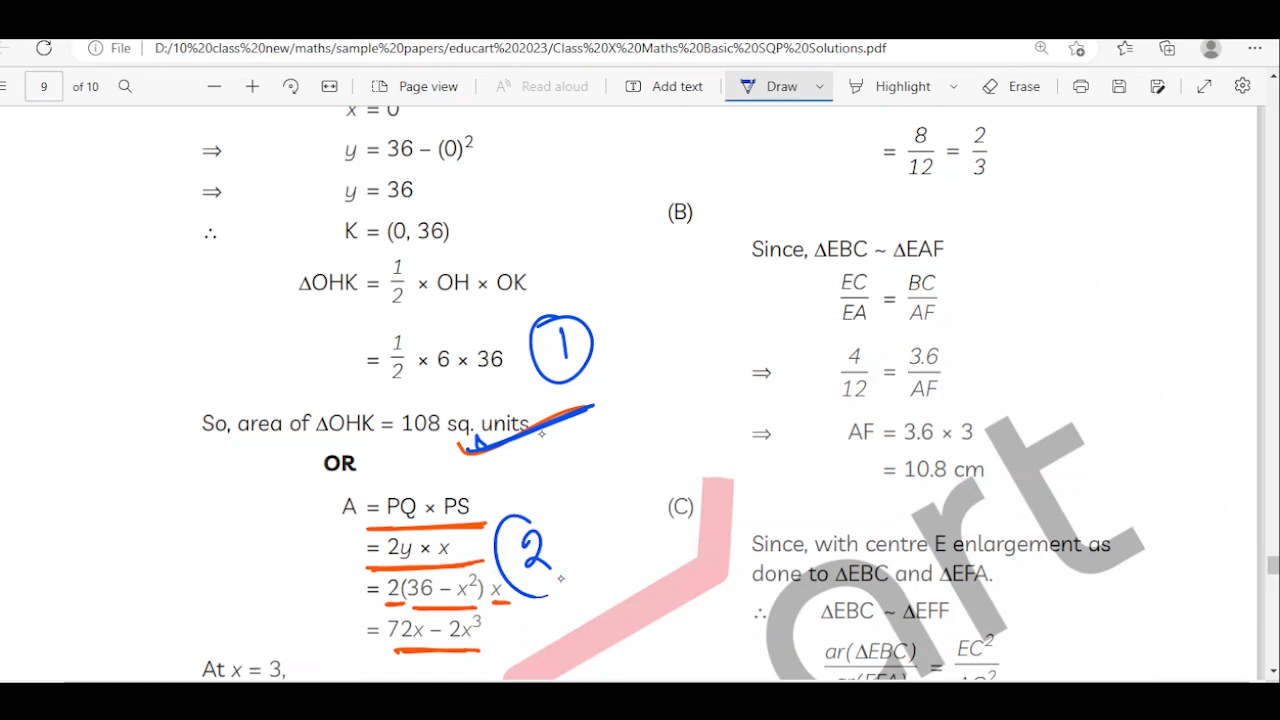 File
D:/10%20class%20new/maths/sample%20papers/educart%202023/Class%20X%20Maths%20Basic%20SQP%20Solutions.pdf
9 of 10
Page view
Read aloud
Add text
Draw
Highlight
Erase
x = 0
⇒ y = 36 – (0)²
⇒ y = 36
∴ K = (0, 36)
ΔOHK = 1/2 × OH × OK
= 1/2 × 6 × 36
1
So, area of ΔOHK = 108 sq. units
OR
A = PQ × PS
= 2y × x
2
= 2(36 – x²) x
= 72x – 2x³
At x = 3,
= 8/12 = 2/3
(B)
Since, ΔEBC ~ ΔEAF
EC/EA = BC/AF
⇒ 4/12 = 3.6/AF
⇒ AF = 3.6 × 3
= 10.8 cm
(C)
Since, with centre E enlargement as
done to ΔEBC and ΔEFA.
∴ ΔEBC ~ ΔEFF
ar(ΔEBC) = EC²
art